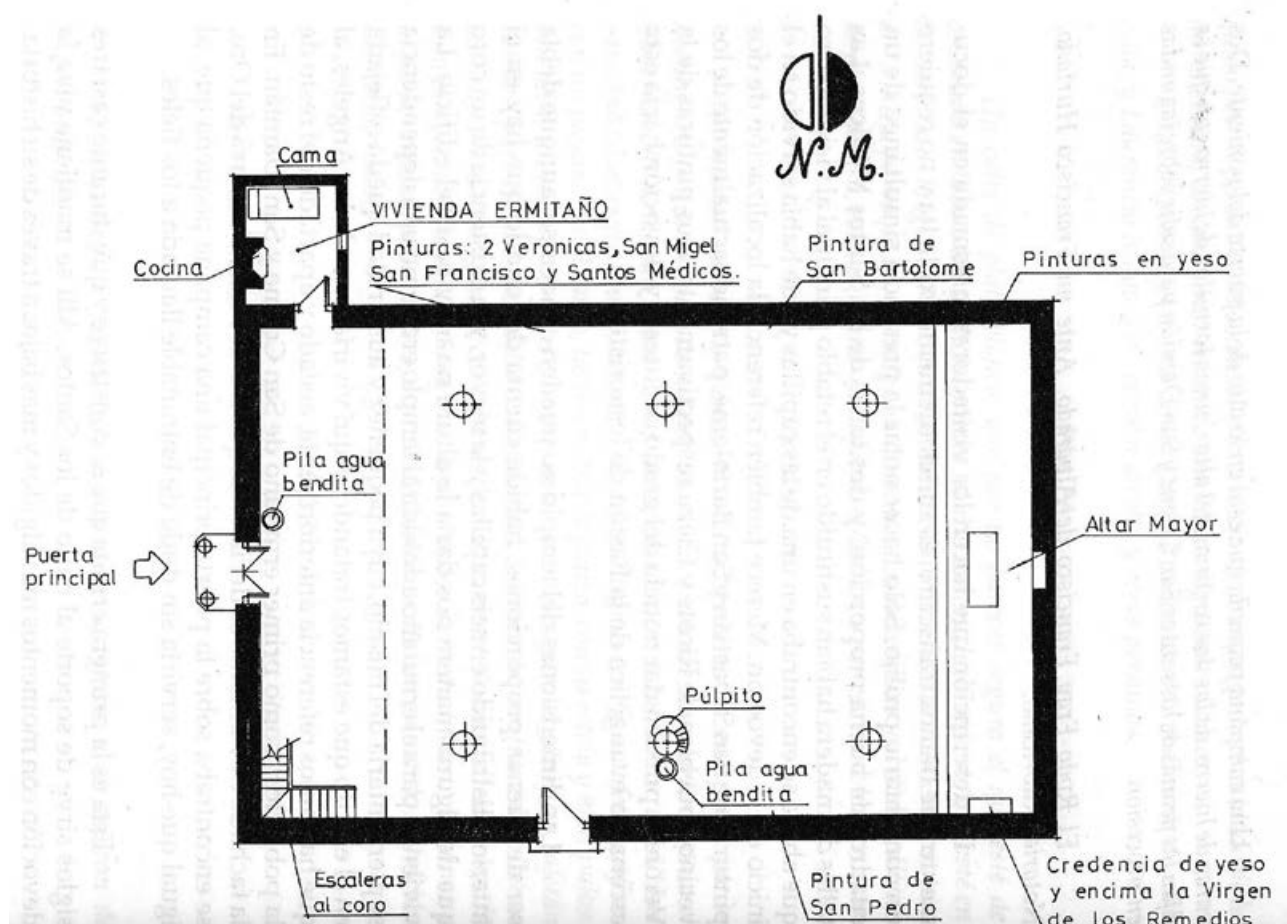 N.M.
Cama
VIVIENDA ERMITAÑO
Pinturas: 2 Veronicas, San Migel
San Francisco y Santos Médicos.
Cocina
Pintura de
San Bartolome
Pinturas en yeso
Pila agua
bendita
Puerta
principal
Altar Mayor
Púlpito
Pila agua
bendita
Escaleras
al coro
Pintura de
San Pedro
Credencia de yeso
y encima la Virgen
de los Remedios